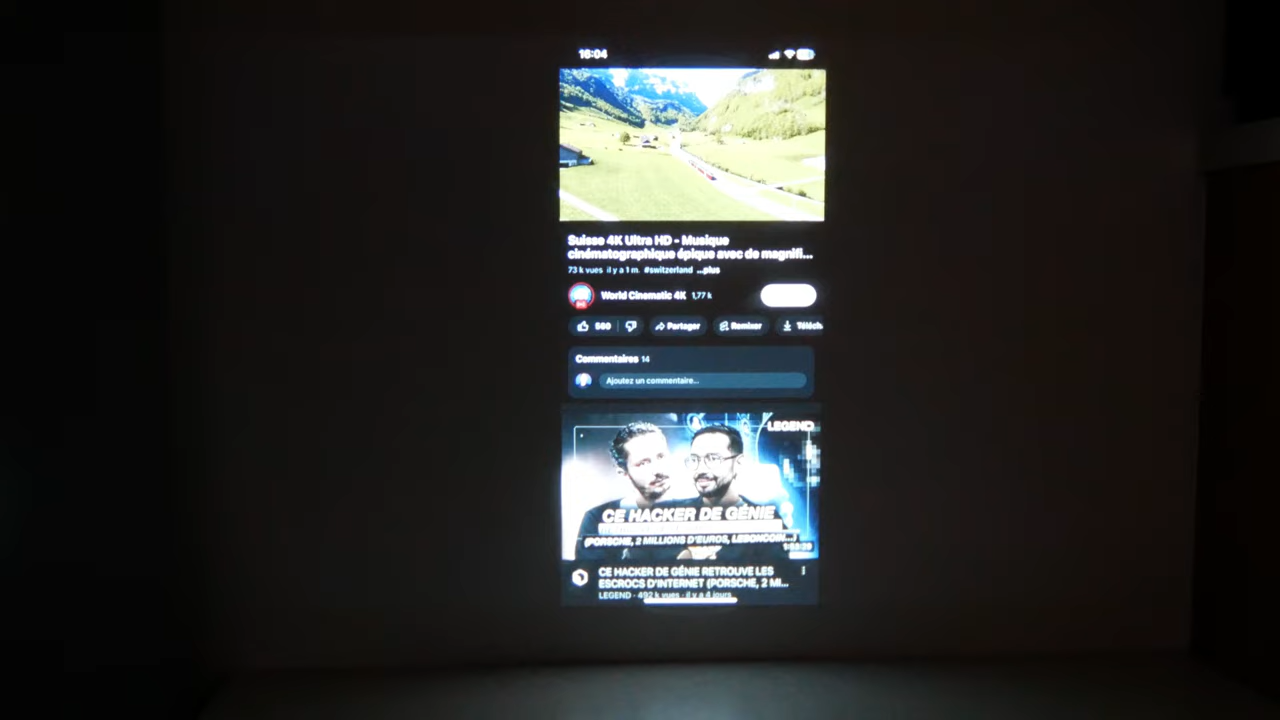 16:04
Suisse 4K Ultra HD - Musique
cinématographique épique avec de magnifi...
73 k vues il y a 1 m. #switzerland ...plus
World Cinematic 4K 1,77 k
560 Partager Remixer Téléch
Commentaires 14
Ajoutez un commentaire...
LEGEND
CE HACKER DE GÉNIE
(PORSCHE, 2 MILLIONS D'EUROS, LEBONCOIN...)
CE HACKER DE GÉNIE RETROUVE LES
ESCROCS D'INTERNET (PORSCHE, 2 MI...
LEGEND · 492 k vues · il y a 4 jours